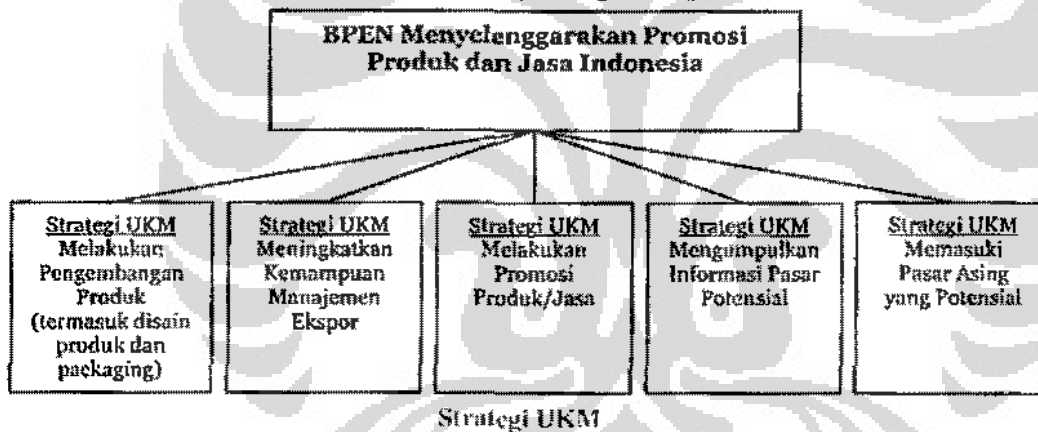 BPEN Menyelenggarakan Promosi
Produk dan Jasa Indonesia
Strategi UKM
Melakukan
Pengembangan
Produk
(termasuk disain
produk dan
packaging)
Strategi UKM
Meningkatkan
Kemampuan
Manajemen
Ekspor
Strategi UKM
Melakukan
Promosi
Produk/Jasa
Strategi UKM
Mengumpulkan
Informasi Pasar
Potensial
Strategi UKM
Memasuki
Pasar Asing
yang Potensial
Strategi UKM